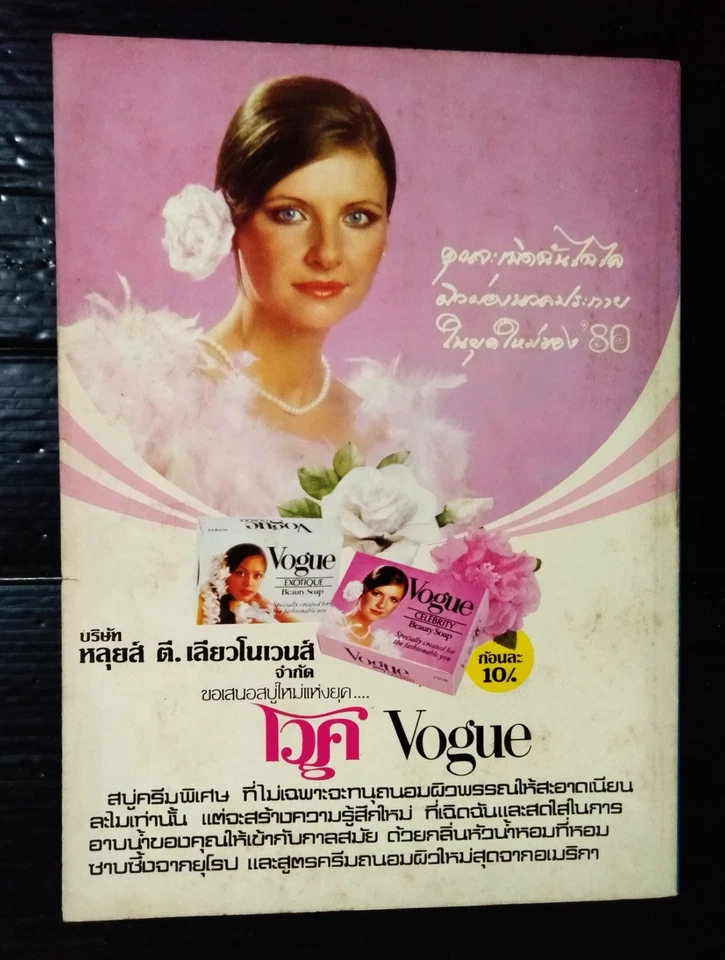 คุณจะเฉิดฉันไฉไล
ผิวผ่องนวลประกาย
ในยุคใหม่ของ '80
Vogue
Vogue
EXOTIQUE
Beauty Soap
Specially created for
the fashionable you
Vogue
CELEBRITY
Beauty Soap
Specially created for
the fashionable you
Vogue
ก้อนละ
10.-
บริษัท
หลุยส์ ตี. เลียวโนเวนส์
จำกัด
ขอเสนอสบู่ใหม่แห่งยุค....
โว้ค Vogue
สบู่ครีมพิเศษ ที่ไม่เฉพาะจะทนุถนอมผิวพรรณให้สะอาดเนียน
ละไมเท่านั้น แต่จะสร้างความรู้สึกใหม่ ที่เฉิดฉันและสดใสในการ
อาบน้ำของคุณให้เข้ากับกาลสมัย ด้วยกลิ่นหัวน้ำหอมที่หอม
ซาบซึ้งจากยุโรป และสูตรครีมถนอมผิวใหม่สุดจากอเมริกา